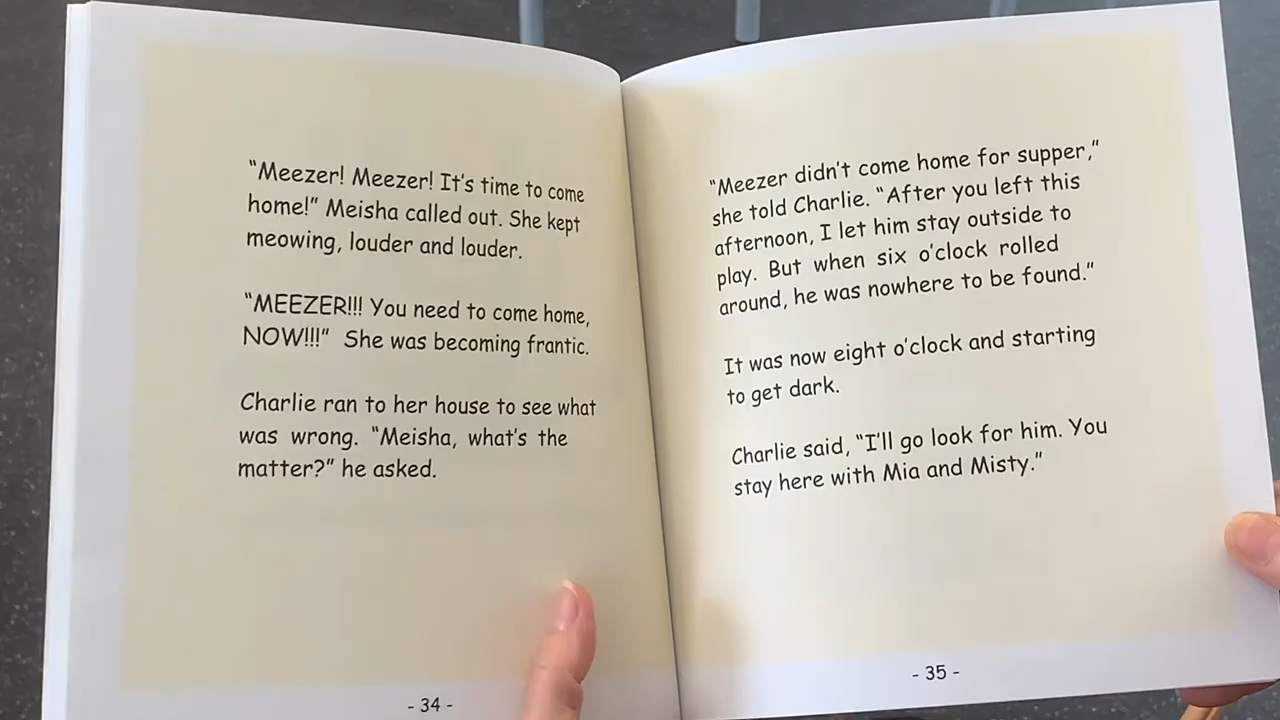 “Meezer! Meezer! It's time to come
home!” Meisha called out. She kept
meowing, louder and louder.
“MEEZER!!! You need to come home,
NOW!!!” She was becoming frantic.
Charlie ran to her house to see what
was wrong. “Meisha, what's the
matter?” he asked.
- 34 -
“Meezer didn't come home for supper,”
she told Charlie. “After you left this
afternoon, I let him stay outside to
play. But when six o'clock rolled
around, he was nowhere to be found.”
It was now eight o'clock and starting
to get dark.
Charlie said, “I'll go look for him. You
stay here with Mia and Misty.”
- 35 -